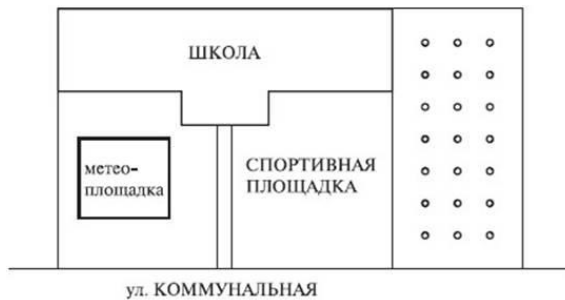 ШКОЛА
метео-
площадка
СПОРТИВНАЯ
ПЛОЩАДКА
ул. КОММУНАЛЬНАЯ